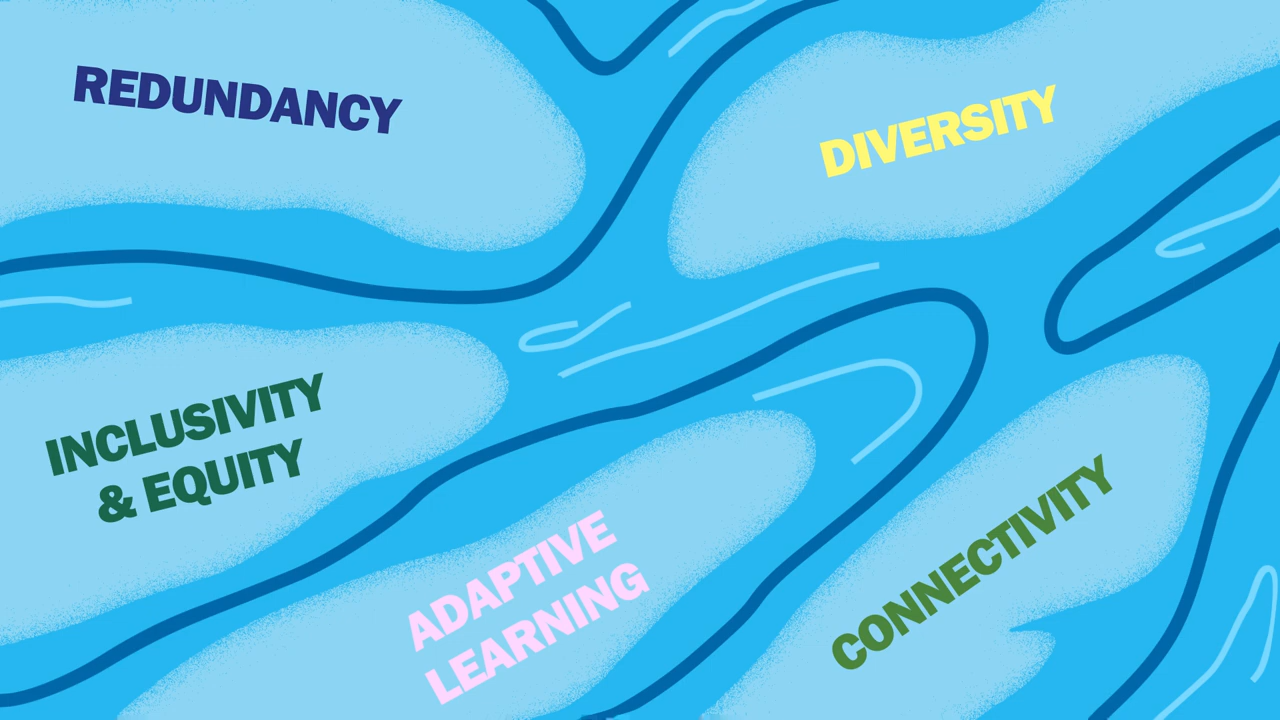 REDUNDANCY
DIVERSITY
INCLUSIVITY
& EQUITY
ADAPTIVE
LEARNING
CONNECTIVITY